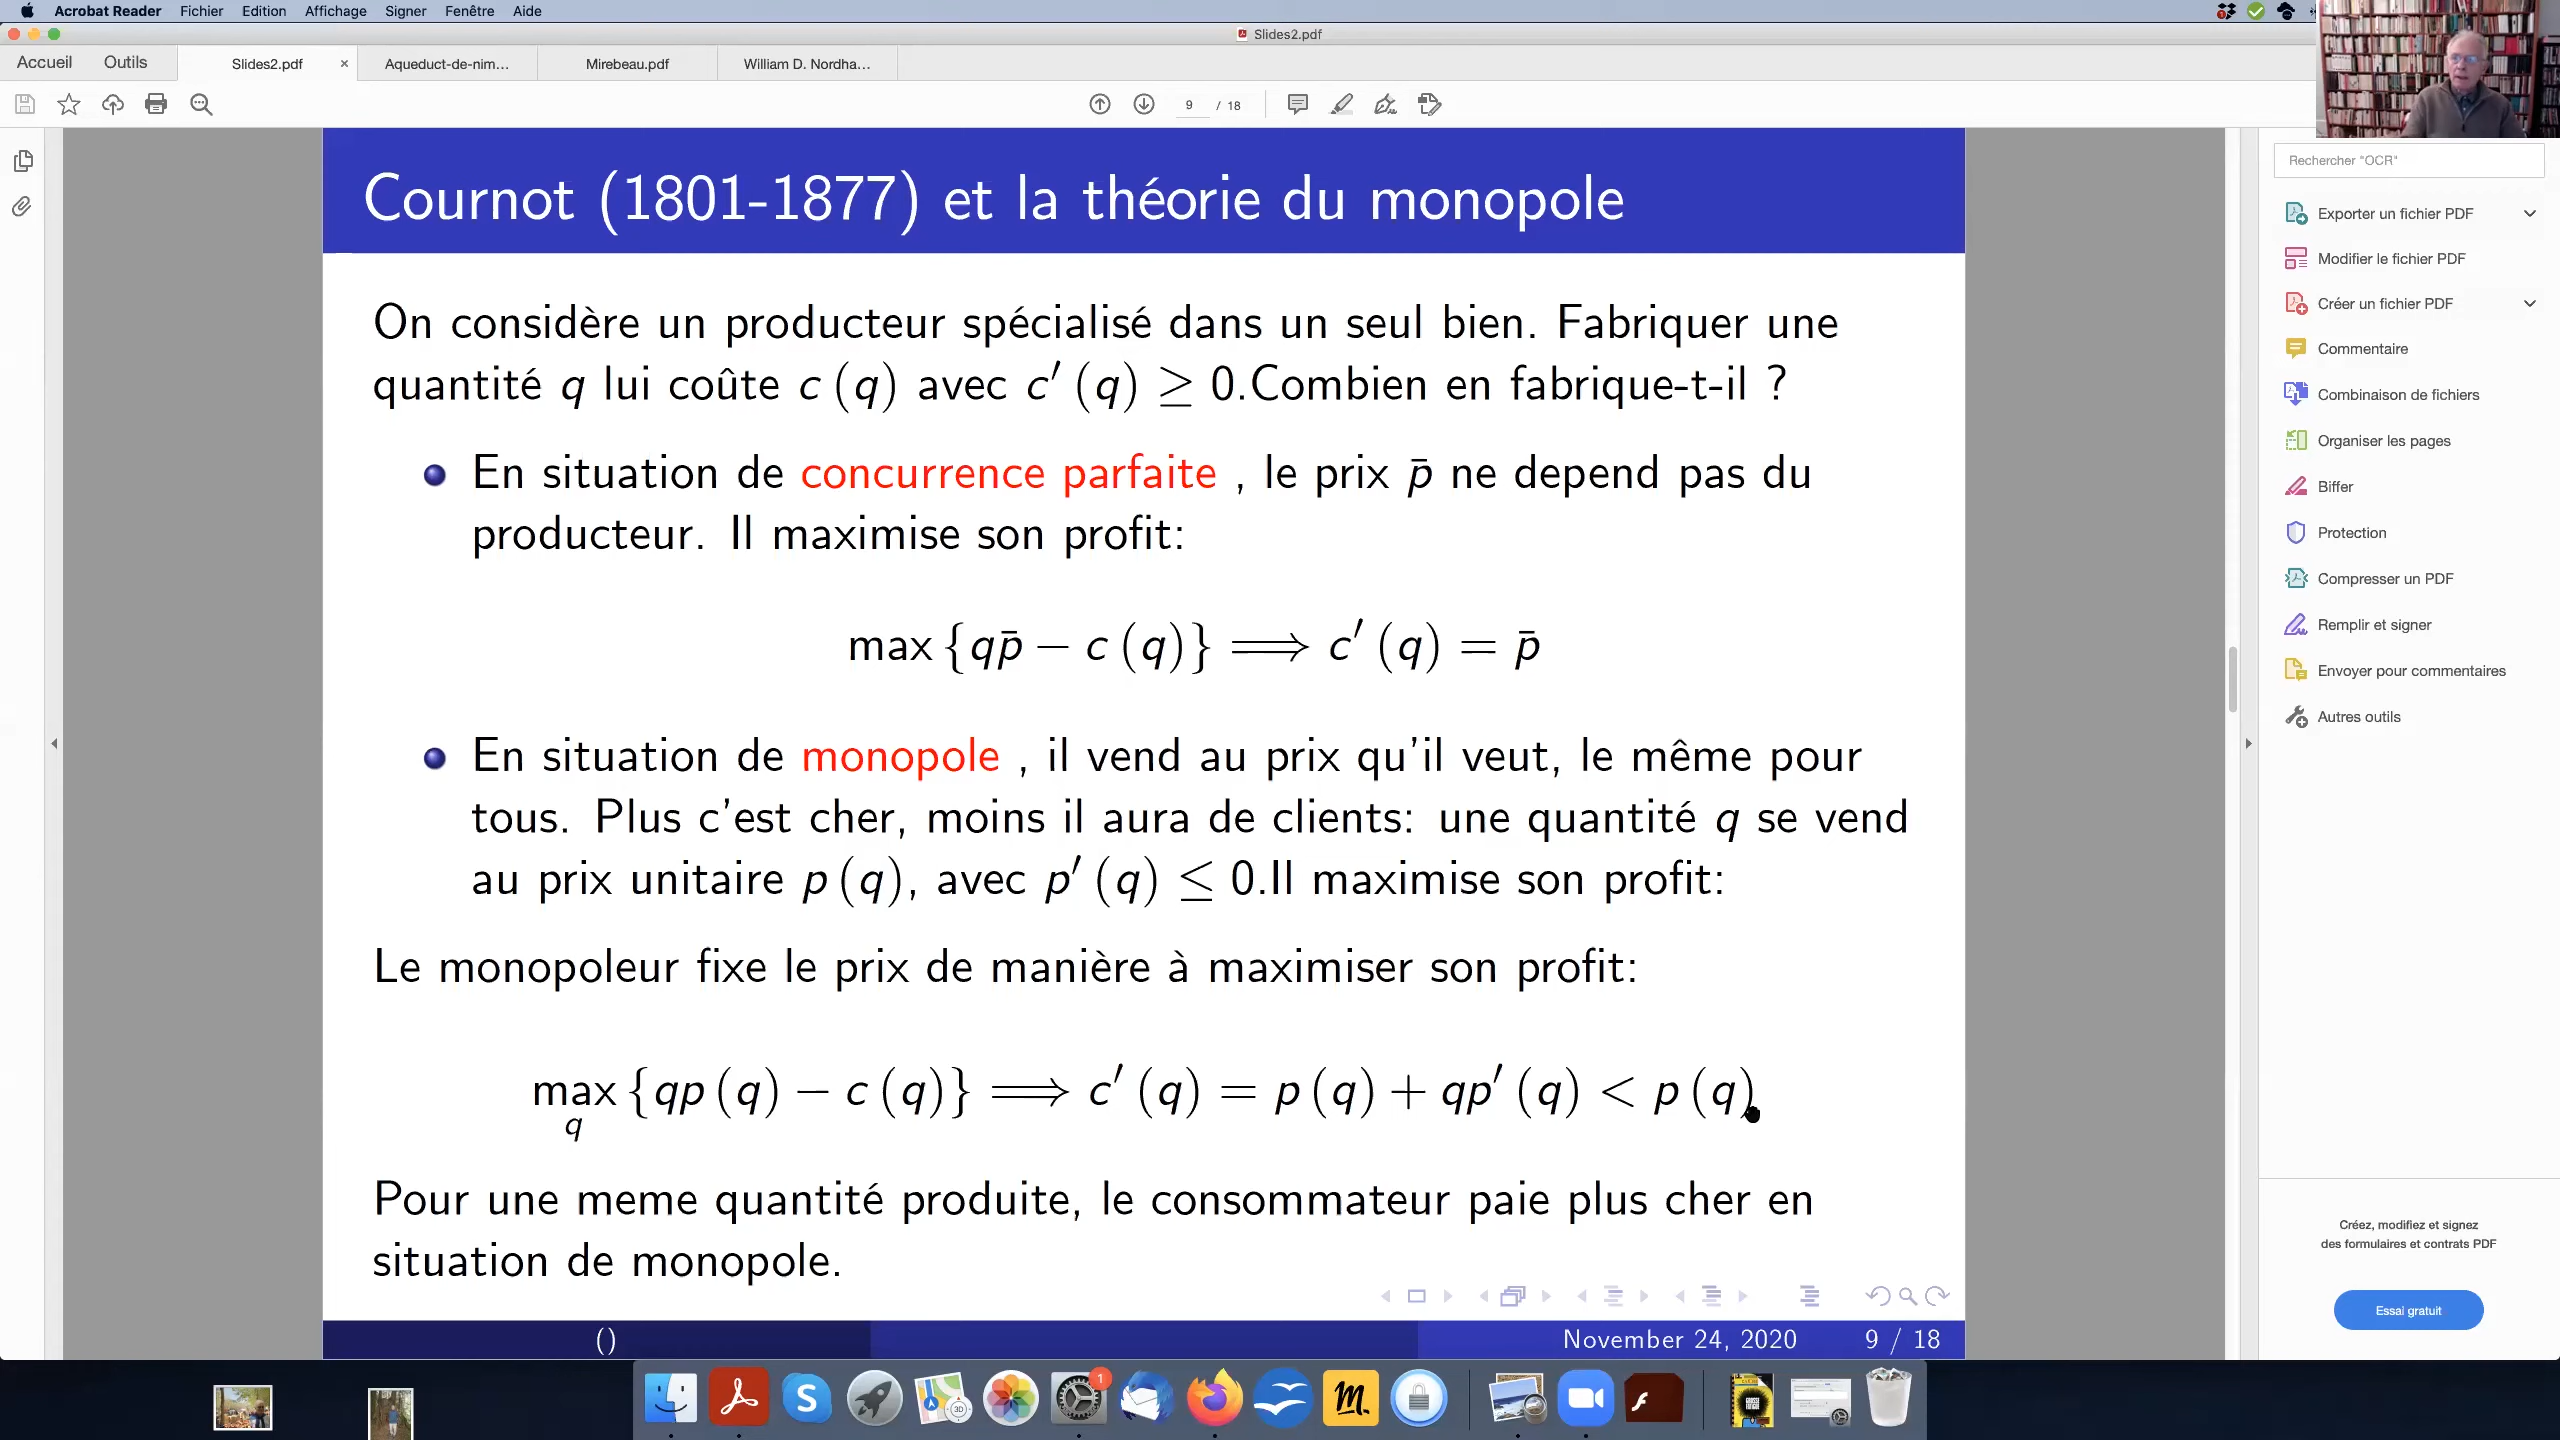 Acrobat Reader Fichier Edition Affichage Signer Fenêtre Aide
Slides2.pdf
Accueil Outils Slides2.pdf × Aqueduct-de-nim... Mirebeau.pdf William D. Nordha...
9 / 18
Cournot (1801-1877) et la théorie du monopole
On considère un producteur spécialisé dans un seul bien. Fabriquer une
quantité q lui coûte c (q) avec c′ (q) ≥ 0.Combien en fabrique-t-il ?
En situation de concurrence parfaite , le prix p̄ ne depend pas du
producteur. Il maximise son profit:
max {qp̄ − c (q)} ⟹ c′ (q) = p̄
En situation de monopole , il vend au prix qu'il veut, le même pour
tous. Plus c'est cher, moins il aura de clients: une quantité q se vend
au prix unitaire p (q), avec p′ (q) ≤ 0.Il maximise son profit:
Le monopoleur fixe le prix de manière à maximiser son profit:
max {qp (q) − c (q)} ⟹ c′ (q) = p (q) + qp′ (q) < p (q)
q
Pour une meme quantité produite, le consommateur paie plus cher en
situation de monopole.
() November 24, 2020 9 / 18
Rechercher "OCR"
Exporter un fichier PDF
Modifier le fichier PDF
Créer un fichier PDF
Commentaire
Combinaison de fichiers
Organiser les pages
Biffer
Protection
Compresser un PDF
Remplir et signer
Envoyer pour commentaires
Autres outils
Créez, modifiez et signez
des formulaires et contrats PDF
Essai gratuit
S
3D
1
m.